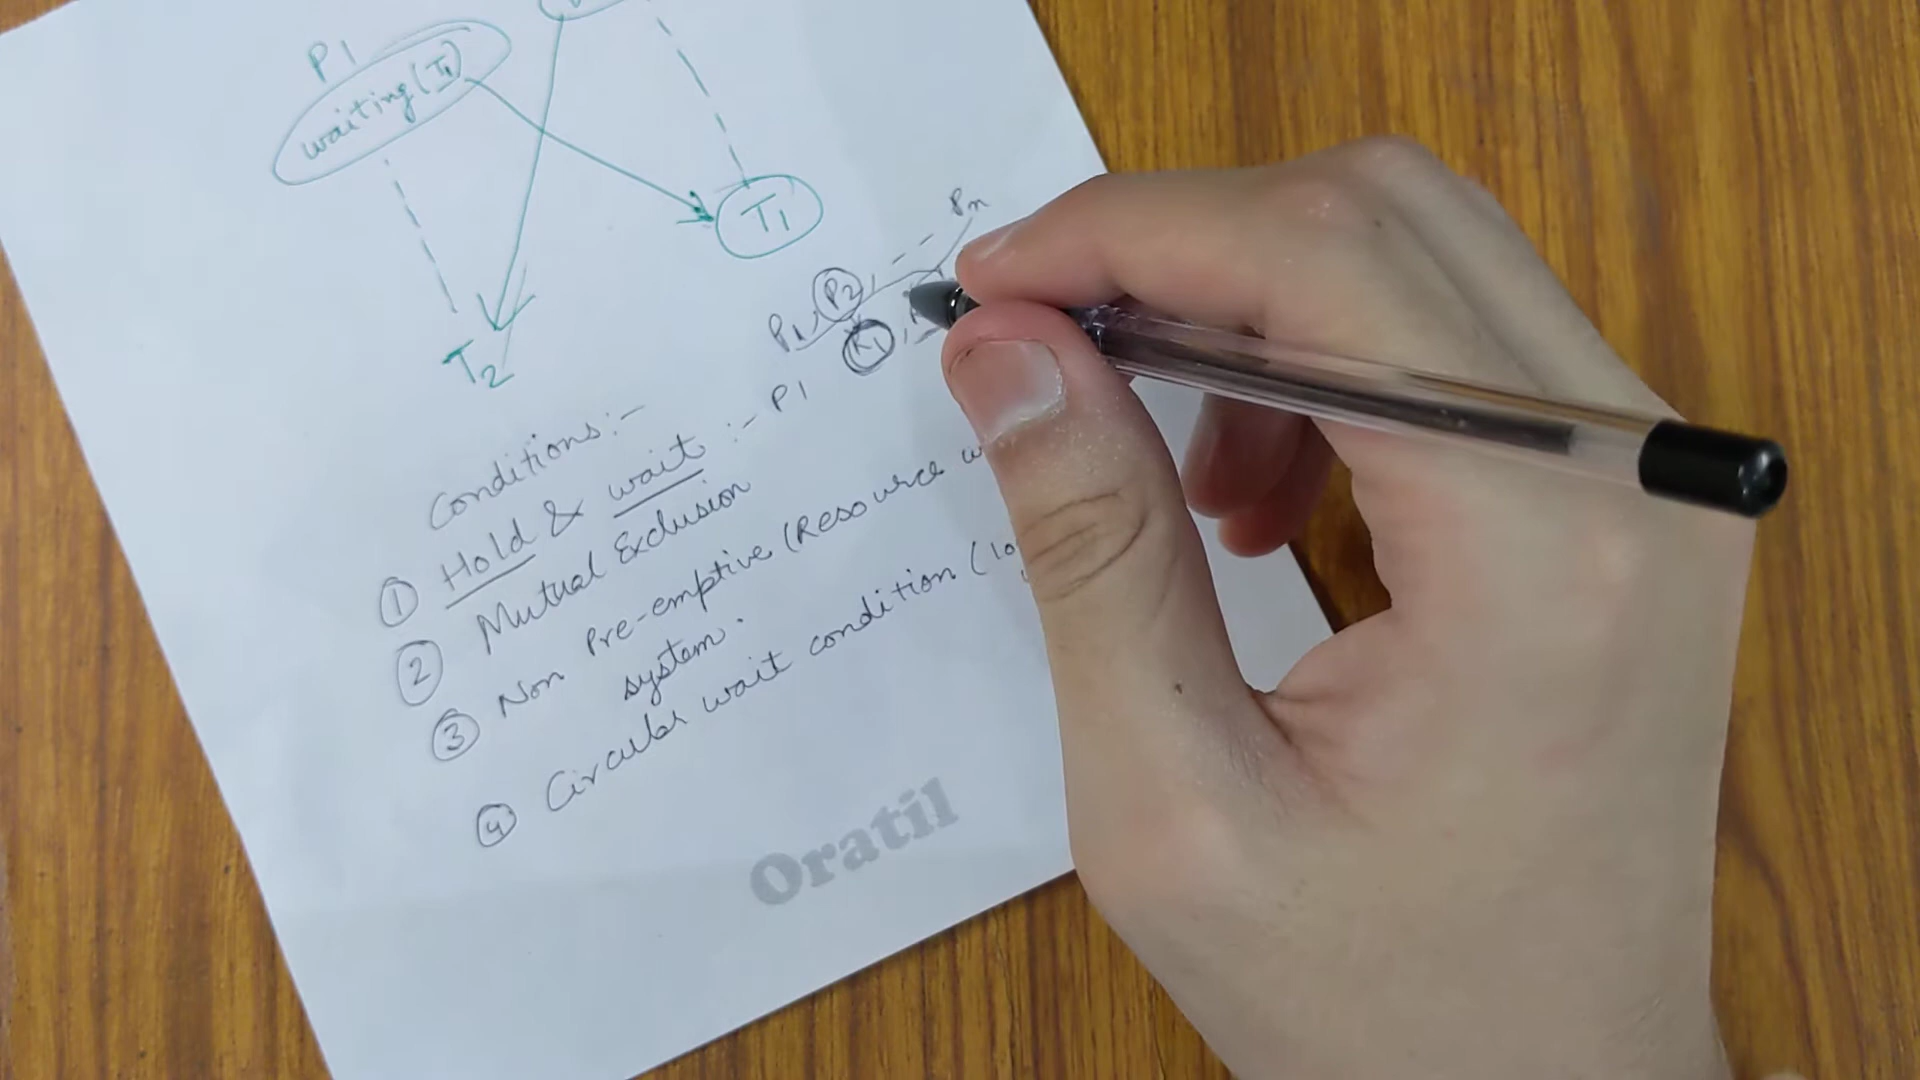 P1
waiting(T1)
T1
T2
Pn
P1, P2
R1,
Conditions:-
① Hold & wait :- P1
② Mutual Exclusion
③ Non Pre-emptive (Resource
system.
④ Circular wait condition (
Oratil